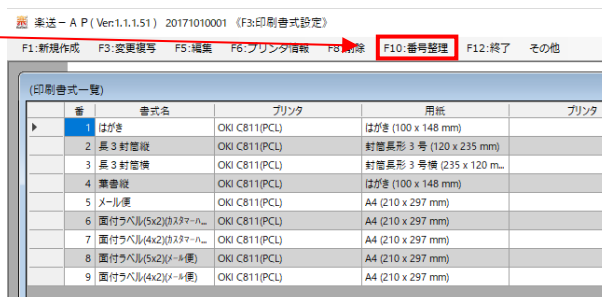 楽送－ＡＰ( Ver:1.1.1.51) 20171010001 《F3:印刷書式設定》
F1:新規作成 F3:変更複写 F5:編集 F6:プリンタ情報 F8:削除 F10:番号整理 F12:終了 その他
(印刷書式一覧)
番 書式名 プリンタ 用紙 プリンタ
1 はがき OKI C811(PCL) はがき (100 x 148 mm)
2 長３封筒縦 OKI C811(PCL) 封筒長形 3 号 (120 x 235 mm)
3 長３封筒横 OKI C811(PCL) 封筒長形 3 号横 (235 x 120 m...
4 葉書縦 OKI C811(PCL) はがき (100 x 148 mm)
5 メール便 OKI C811(PCL) A4 (210 x 297 mm)
6 面付ラベル(5x2)(ｶｽﾀﾏｰﾊ... OKI C811(PCL) A4 (210 x 297 mm)
7 面付ラベル(4x2)(ｶｽﾀﾏｰﾊ... OKI C811(PCL) A4 (210 x 297 mm)
8 面付ラベル(5x2)(ﾒｰﾙ便) OKI C811(PCL) A4 (210 x 297 mm)
9 面付ラベル(4x2)(ﾒｰﾙ便) OKI C811(PCL) A4 (210 x 297 mm)